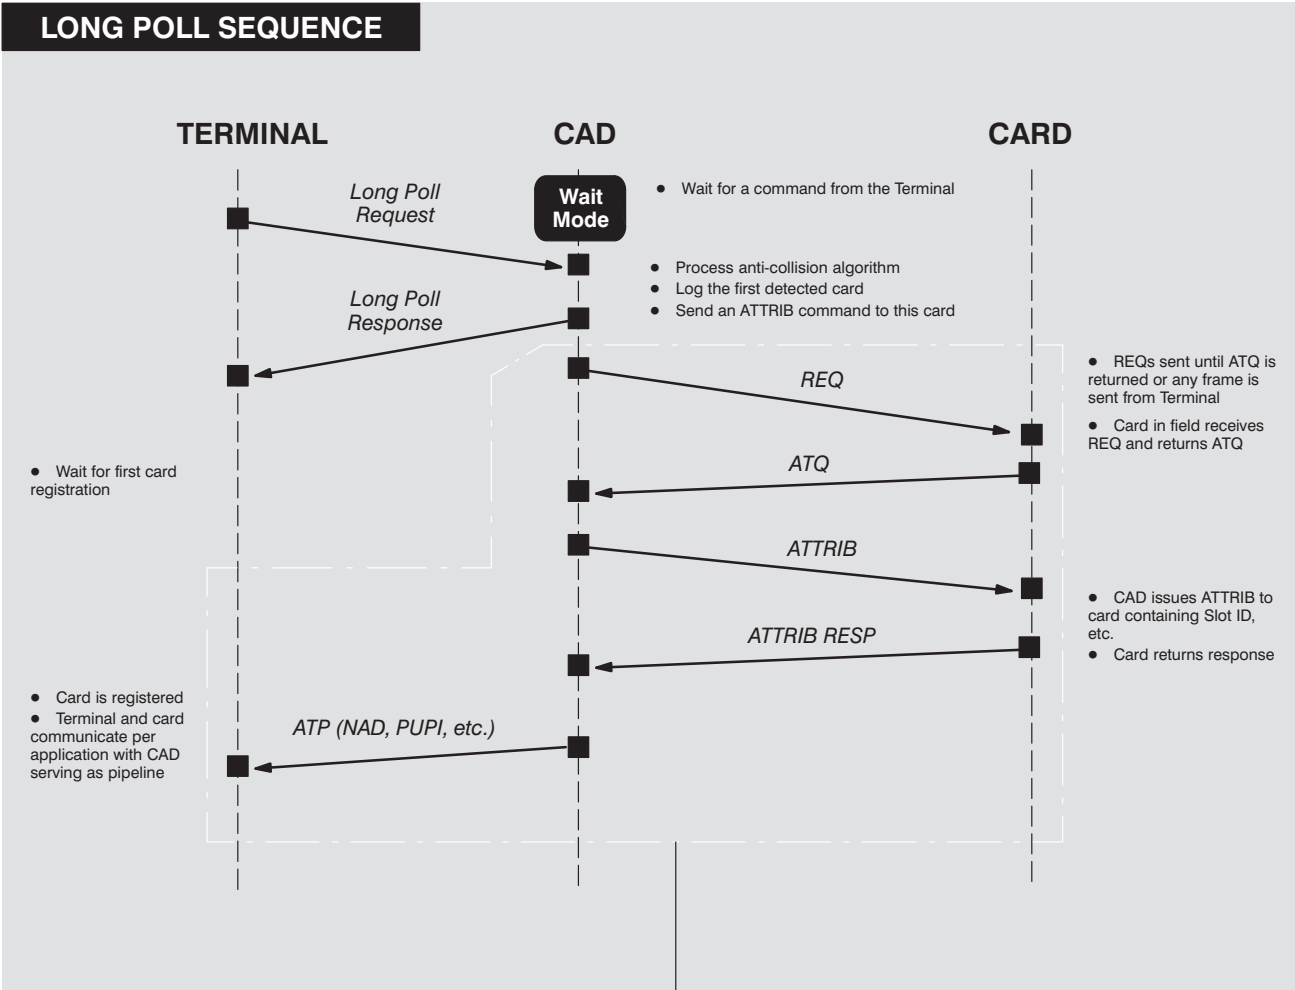 LONG POLL SEQUENCE
TERMINAL
CAD
CARD
Long Poll
Request
Wait
Mode
● Wait for a command from the Terminal
● Process anti-collision algorithm
● Log the first detected card
● Send an ATTRIB command to this card
Long Poll
Response
REQ
● REQs sent until ATQ is
returned or any frame is
sent from Terminal
● Card in field receives
REQ and returns ATQ
ATQ
● Wait for first card
registration
ATTRIB
● CAD issues ATTRIB to
card containing Slot ID,
etc.
● Card returns response
ATTRIB RESP
● Card is registered
● Terminal and card
communicate per
application with CAD
serving as pipeline
ATP (NAD, PUPI, etc.)